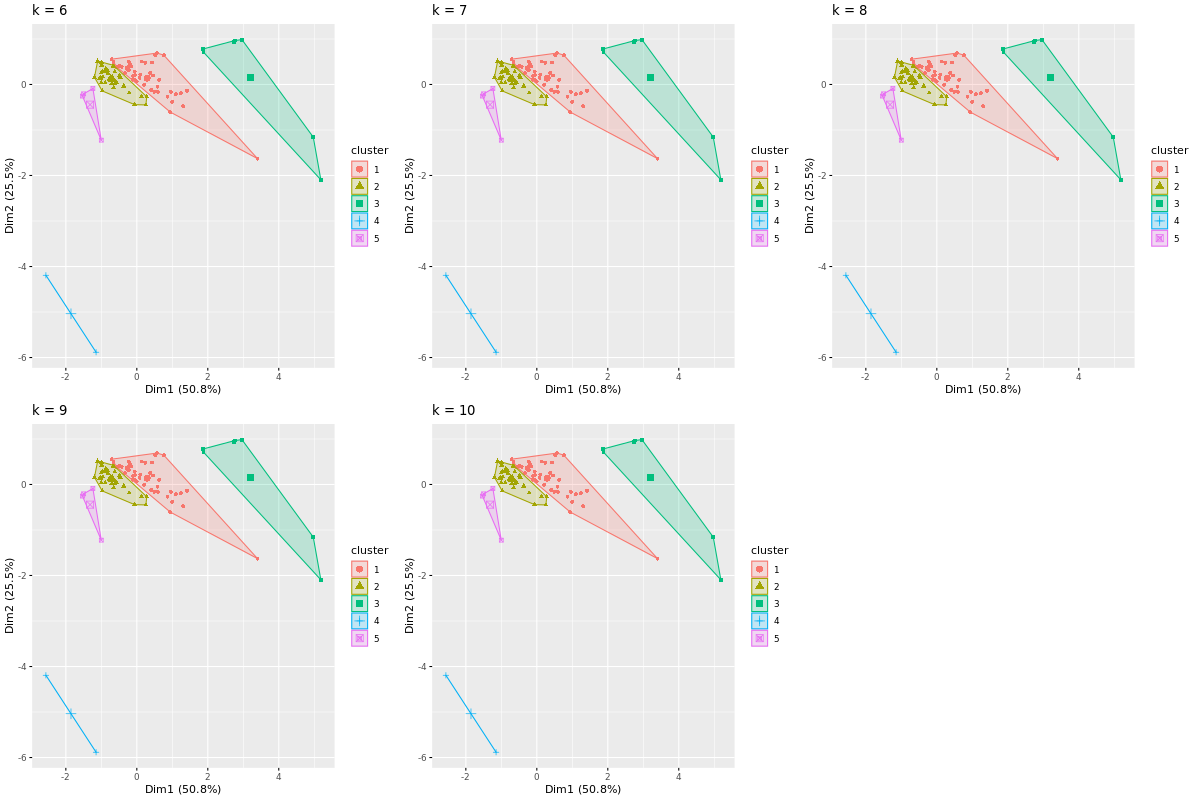 k = 6
0
-2
-4
-6
-2 0 2 4
Dim1 (50.8%)
Dim2 (25.5%)
cluster
1
2
3
4
5
k = 7
0
-2
-4
-6
-2 0 2 4
Dim1 (50.8%)
Dim2 (25.5%)
cluster
1
2
3
4
5
k = 8
0
-2
-4
-6
-2 0 2 4
Dim1 (50.8%)
Dim2 (25.5%)
cluster
1
2
3
4
5
k = 9
0
-2
-4
-6
-2 0 2 4
Dim1 (50.8%)
Dim2 (25.5%)
cluster
1
2
3
4
5
k = 10
0
-2
-4
-6
-2 0 2 4
Dim1 (50.8%)
Dim2 (25.5%)
cluster
1
2
3
4
5